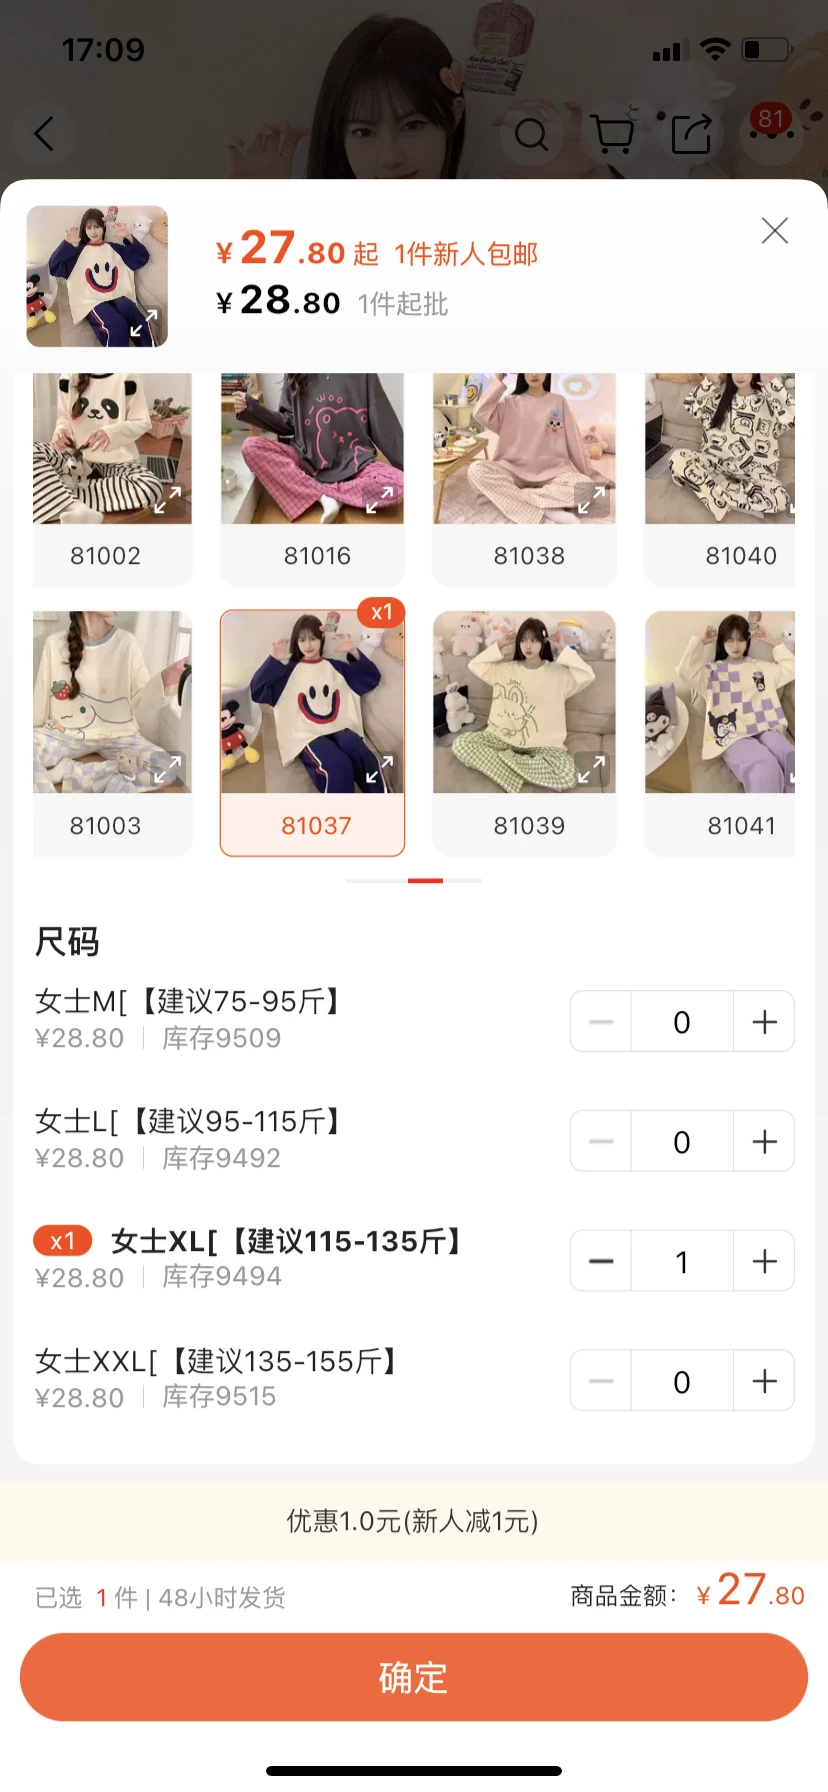 17:09
81
¥27.80 起 1件新人包邮
¥28.80 1件起批
81002
81016
81038
81040
x1
81003
81037
81039
81041
尺码
女士M[【建议75-95斤】
¥28.80 | 库存9509
0
女士L[【建议95-115斤】
¥28.80 | 库存9492
0
x1 女士XL[【建议115-135斤】
¥28.80 | 库存9494
1
女士XXL[【建议135-155斤】
¥28.80 | 库存9515
0
优惠1.0元(新人减1元)
已选 1 件 | 48小时发货
商品金额: ¥27.80
确定